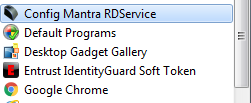 Config Mantra RDService
Default Programs
Desktop Gadget Gallery
Entrust IdentityGuard Soft Token
Google Chrome